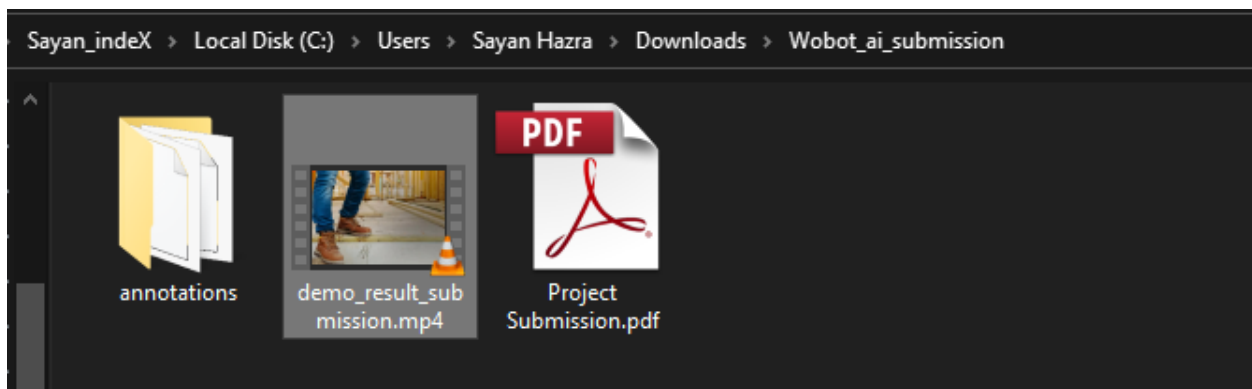 Sayan_indeX > Local Disk (C:) > Users > Sayan Hazra > Downloads > Wobot_ai_submission
PDF
annotations
demo_result_sub
mission.mp4
Project
Submission.pdf